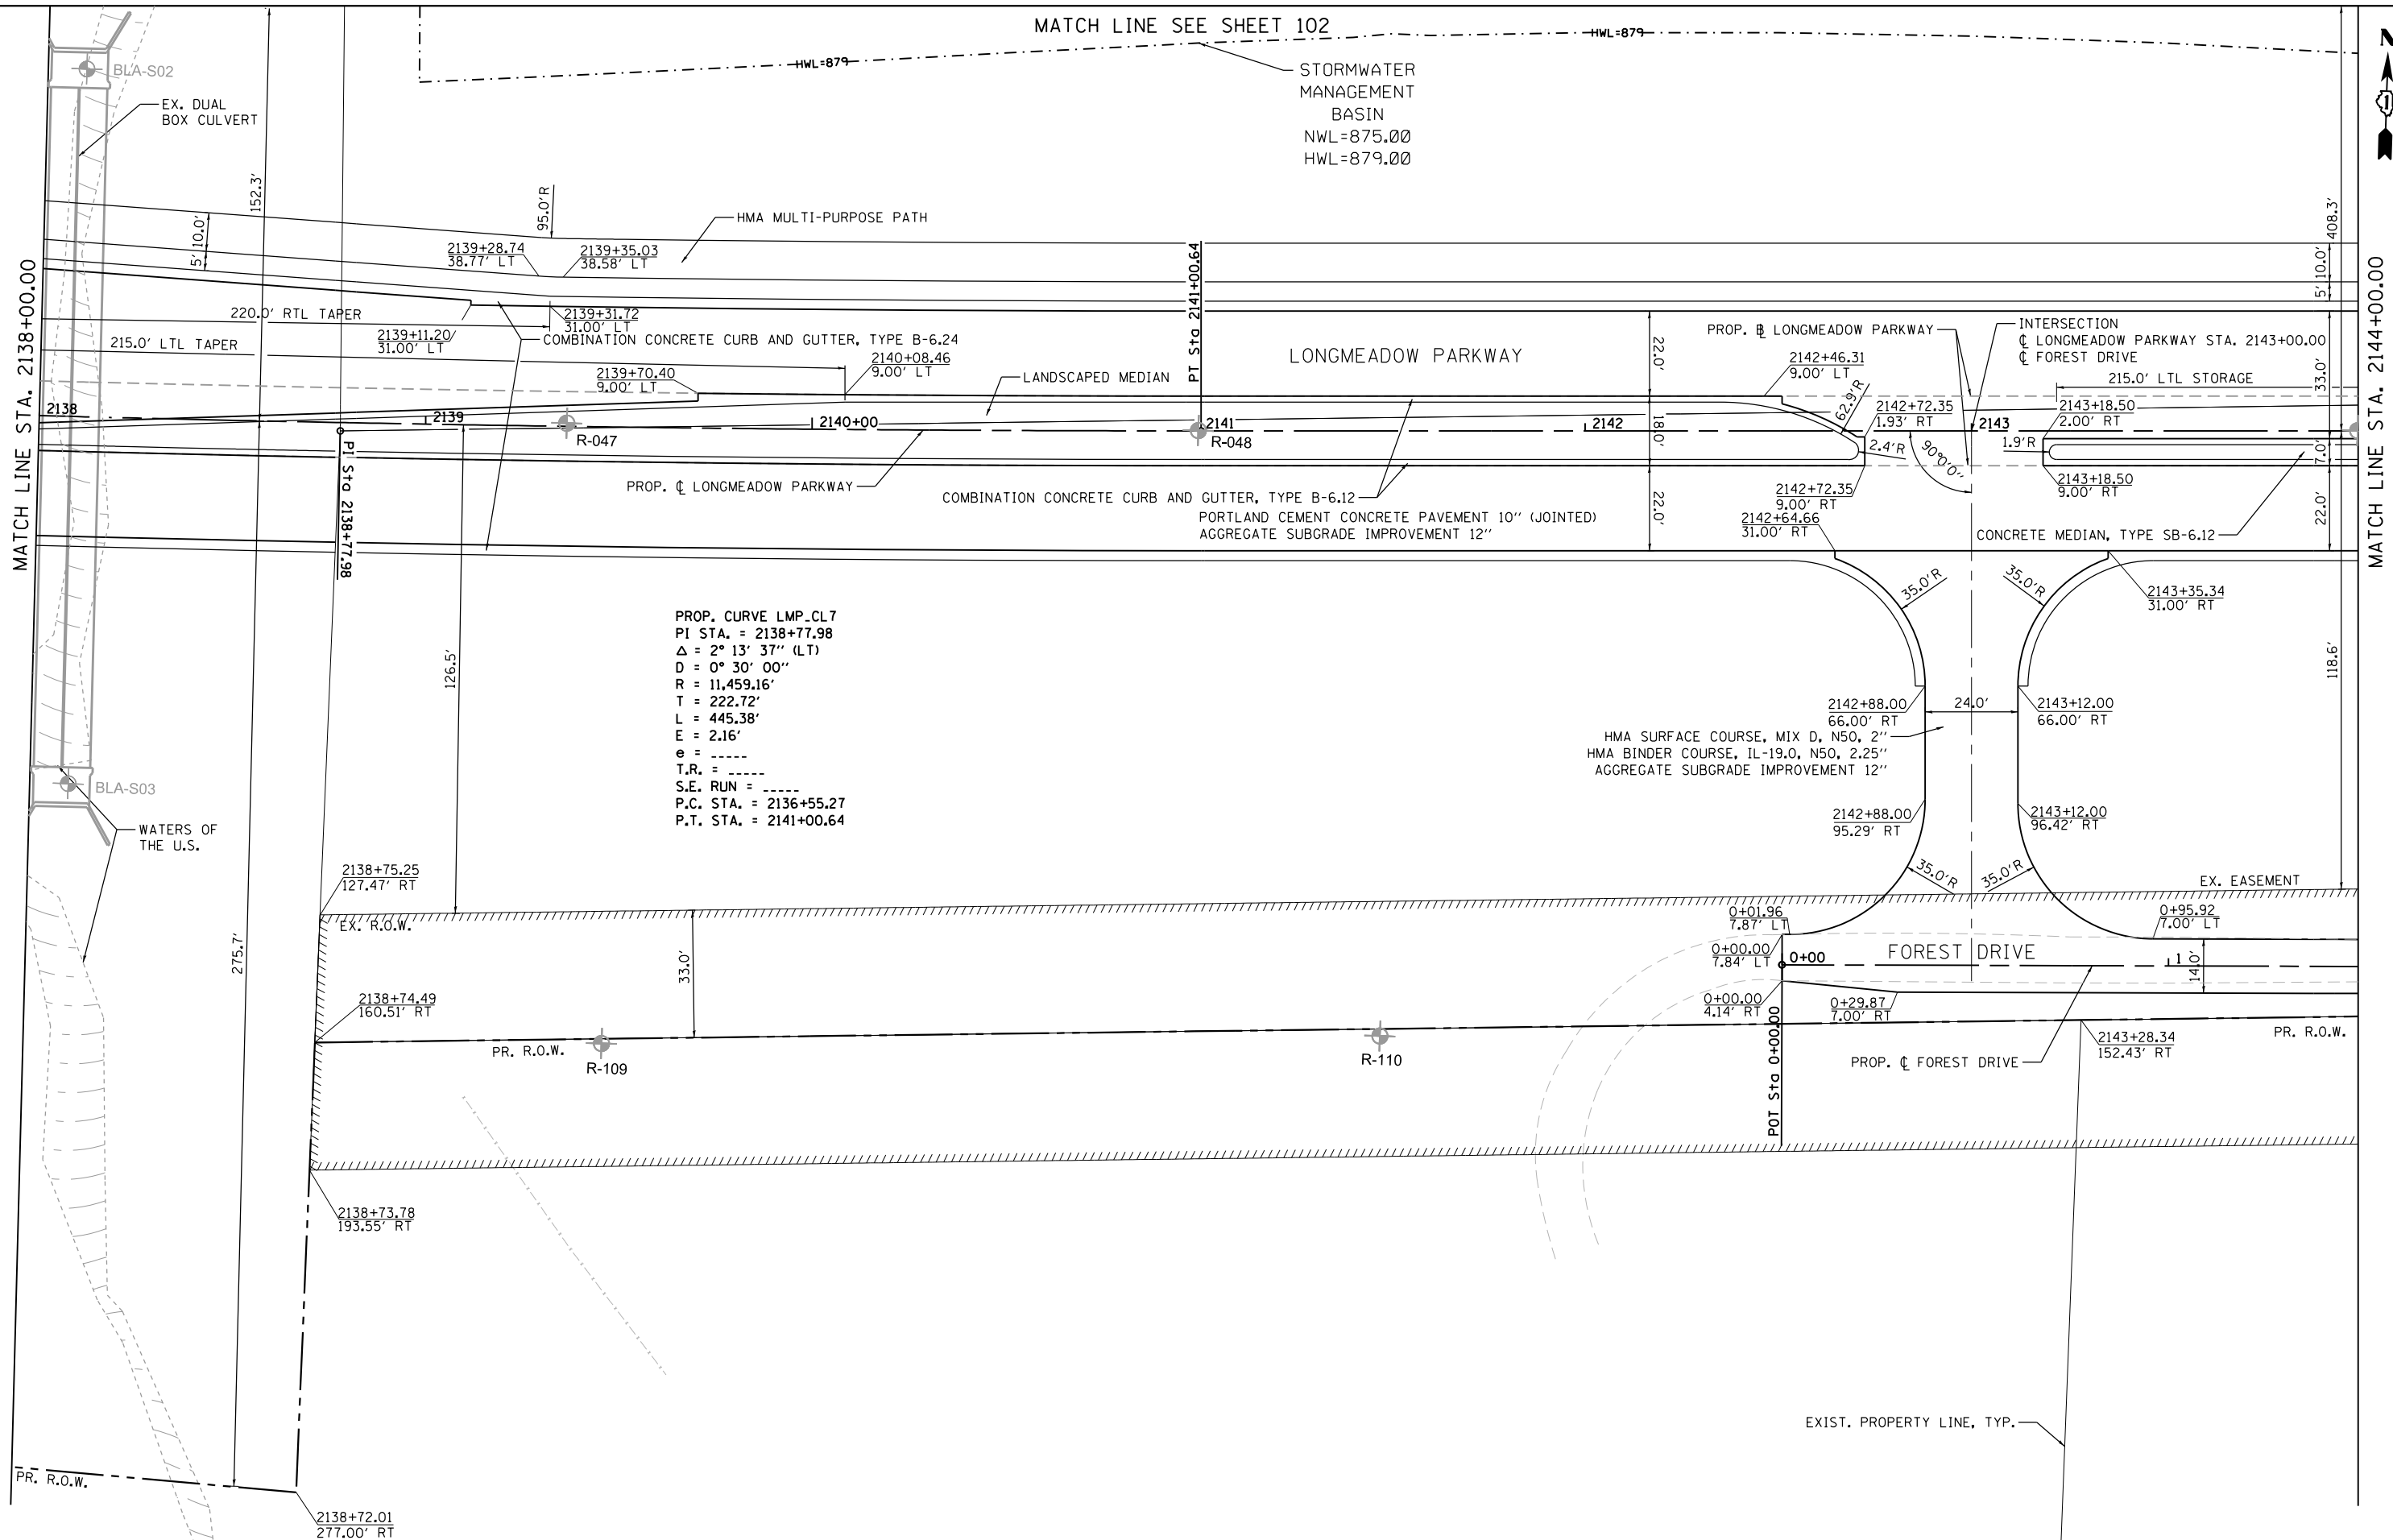 MATCH LINE SEE SHEET 102
HWL=879
HWL=879
N
1
BLA-S02
EX. DUAL
BOX CULVERT
STORMWATER
MANAGEMENT
BASIN
NWL=875.00
HWL=879.00
152.3'
408.3'
95.0'R
HMA MULTI-PURPOSE PATH
10.0'
5'
2139+28.74
38.77' LT
2139+35.03
38.58' LT
PT Sta 2141+00.64
10.0'
5'
MATCH LINE STA. 2138+00.00
MATCH LINE STA. 2144+00.00
220.0' RTL TAPER
2139+11.20
31.00' LT
2139+31.72
31.00' LT
COMBINATION CONCRETE CURB AND GUTTER, TYPE B-6.24
215.0' LTL TAPER
2140+08.46
9.00' LT
2139+70.40
9.00' LT
LANDSCAPED MEDIAN
LONGMEADOW PARKWAY
22.0'
PROP. B LONGMEADOW PARKWAY
INTERSECTION
℄ LONGMEADOW PARKWAY STA. 2143+00.00
℄ FOREST DRIVE
2142+46.31
9.00' LT
215.0' LTL STORAGE
33.0'
2138
2139
R-047
2140+00
2141
R-048
2142
18.0'
62.9'R
2142+72.35
1.93' RT
2143
2143+18.50
2.00' RT
2.4'R
90°0'0"
1.9'R
7.0'
PI Sta 2138+77.98
PROP. ℄ LONGMEADOW PARKWAY
COMBINATION CONCRETE CURB AND GUTTER, TYPE B-6.12
2142+72.35
9.00' RT
2143+18.50
9.00' RT
PORTLAND CEMENT CONCRETE PAVEMENT 10" (JOINTED)
AGGREGATE SUBGRADE IMPROVEMENT 12"
22.0'
2142+64.66
31.00' RT
CONCRETE MEDIAN, TYPE SB-6.12
22.0'
35.0'R
35.0'R
2143+35.34
31.00' RT
PROP. CURVE LMP_CL7
PI STA. = 2138+77.98
Δ = 2° 13' 37" (LT)
D = 0° 30' 00"
R = 11,459.16'
T = 222.72'
L = 445.38'
E = 2.16'
e = _____
T.R. = _____
S.E. RUN = _____
P.C. STA. = 2136+55.27
P.T. STA. = 2141+00.64
126.5'
118.6'
2142+88.00
66.00' RT
24.0'
2143+12.00
66.00' RT
HMA SURFACE COURSE, MIX D, N50, 2"
HMA BINDER COURSE, IL-19.0, N50, 2.25"
AGGREGATE SUBGRADE IMPROVEMENT 12"
BLA-S03
WATERS OF
THE U.S.
2142+88.00
95.29' RT
2143+12.00
96.42' RT
2138+75.25
127.47' RT
35.0'R
35.0'R
EX. EASEMENT
EX. R.O.W.
0+01.96
7.87' LT
0+95.92
7.00' LT
275.7'
33.0'
0+00.00
7.84' LT
0+00
FOREST DRIVE
1
14.0'
2138+74.49
160.51' RT
0+00.00
4.14' RT
0+29.87
7.00' RT
PR. R.O.W.
R-109
R-110
POT Sta 0+00.00
PROP. ℄ FOREST DRIVE
2143+28.34
152.43' RT
PR. R.O.W.
2138+73.78
193.55' RT
EXIST. PROPERTY LINE, TYP.
PR. R.O.W.
2138+72.01
277.00' RT